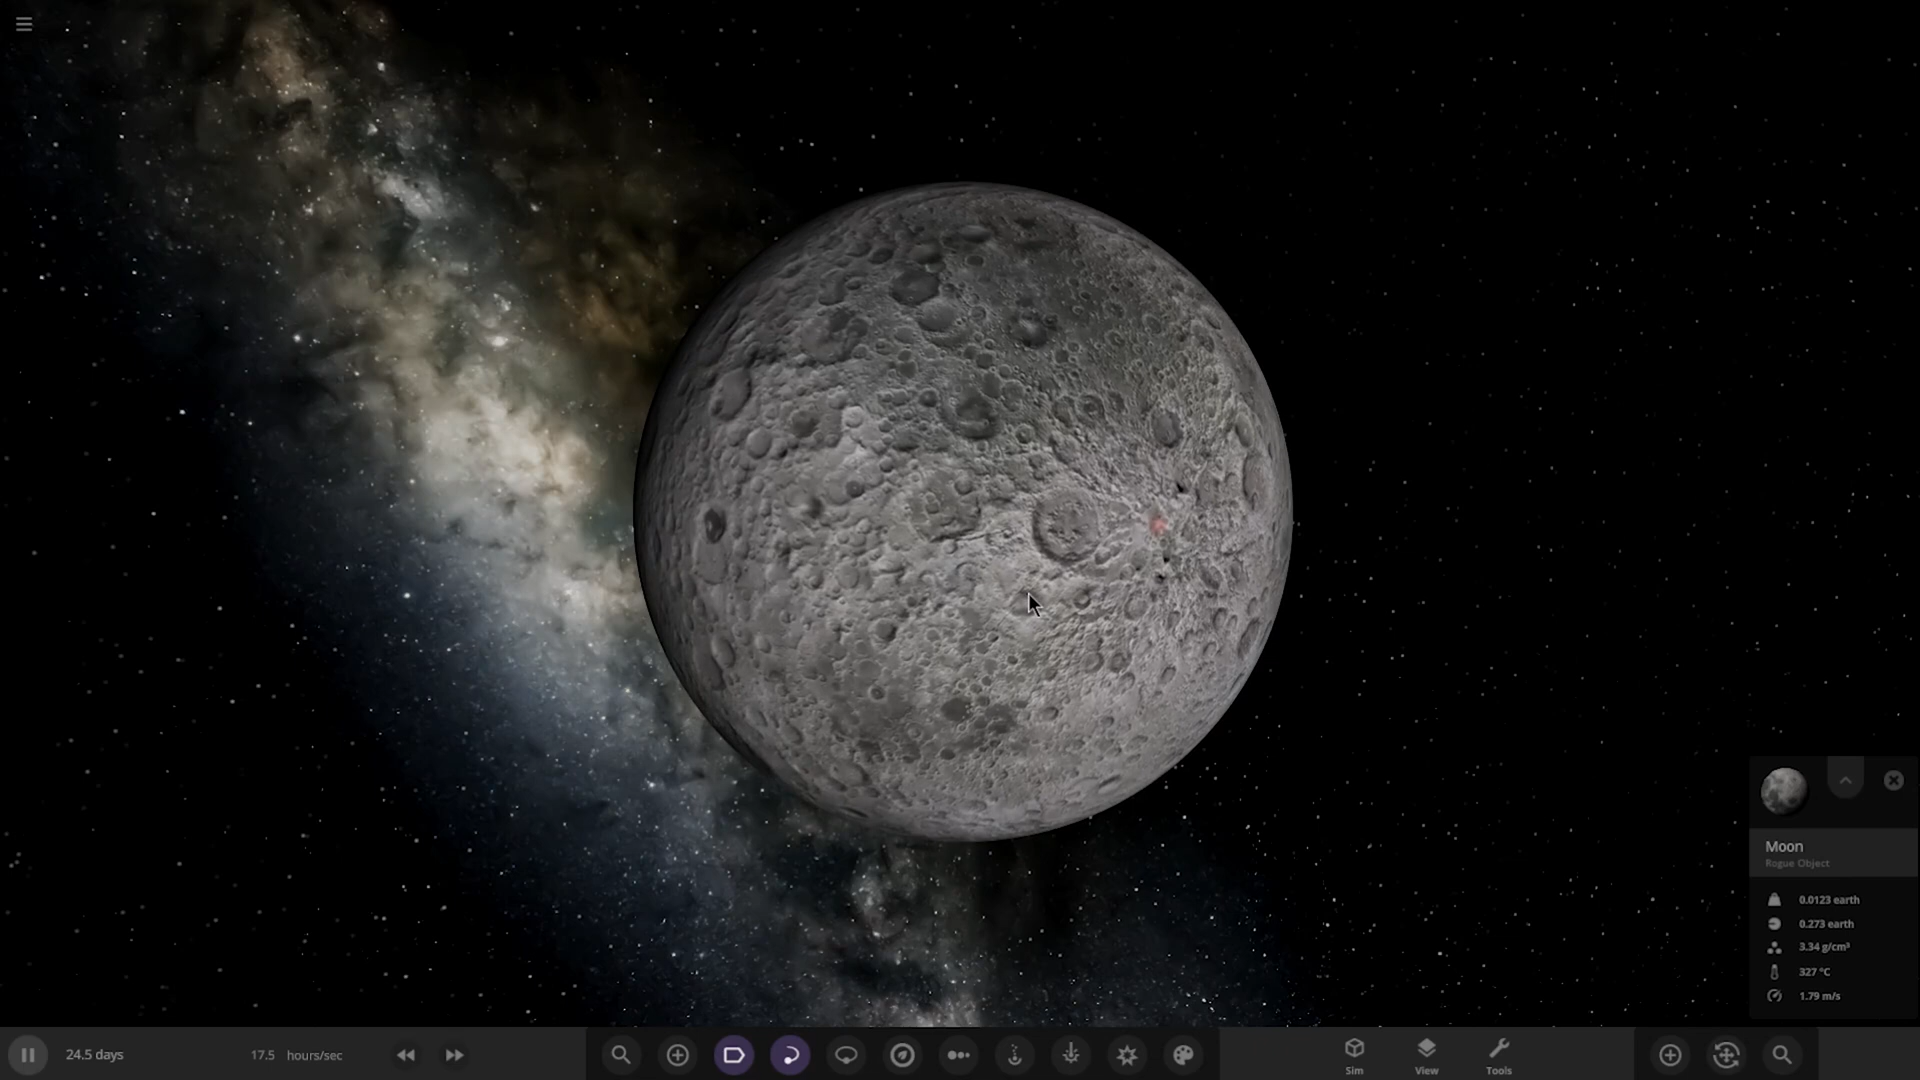 Moon
Rogue Object
0.0123 earth
0.273 earth
3.34 g/cm³
327 °C
1.79 m/s
24.5 days
17.5 hours/sec
Sim
View
Tools